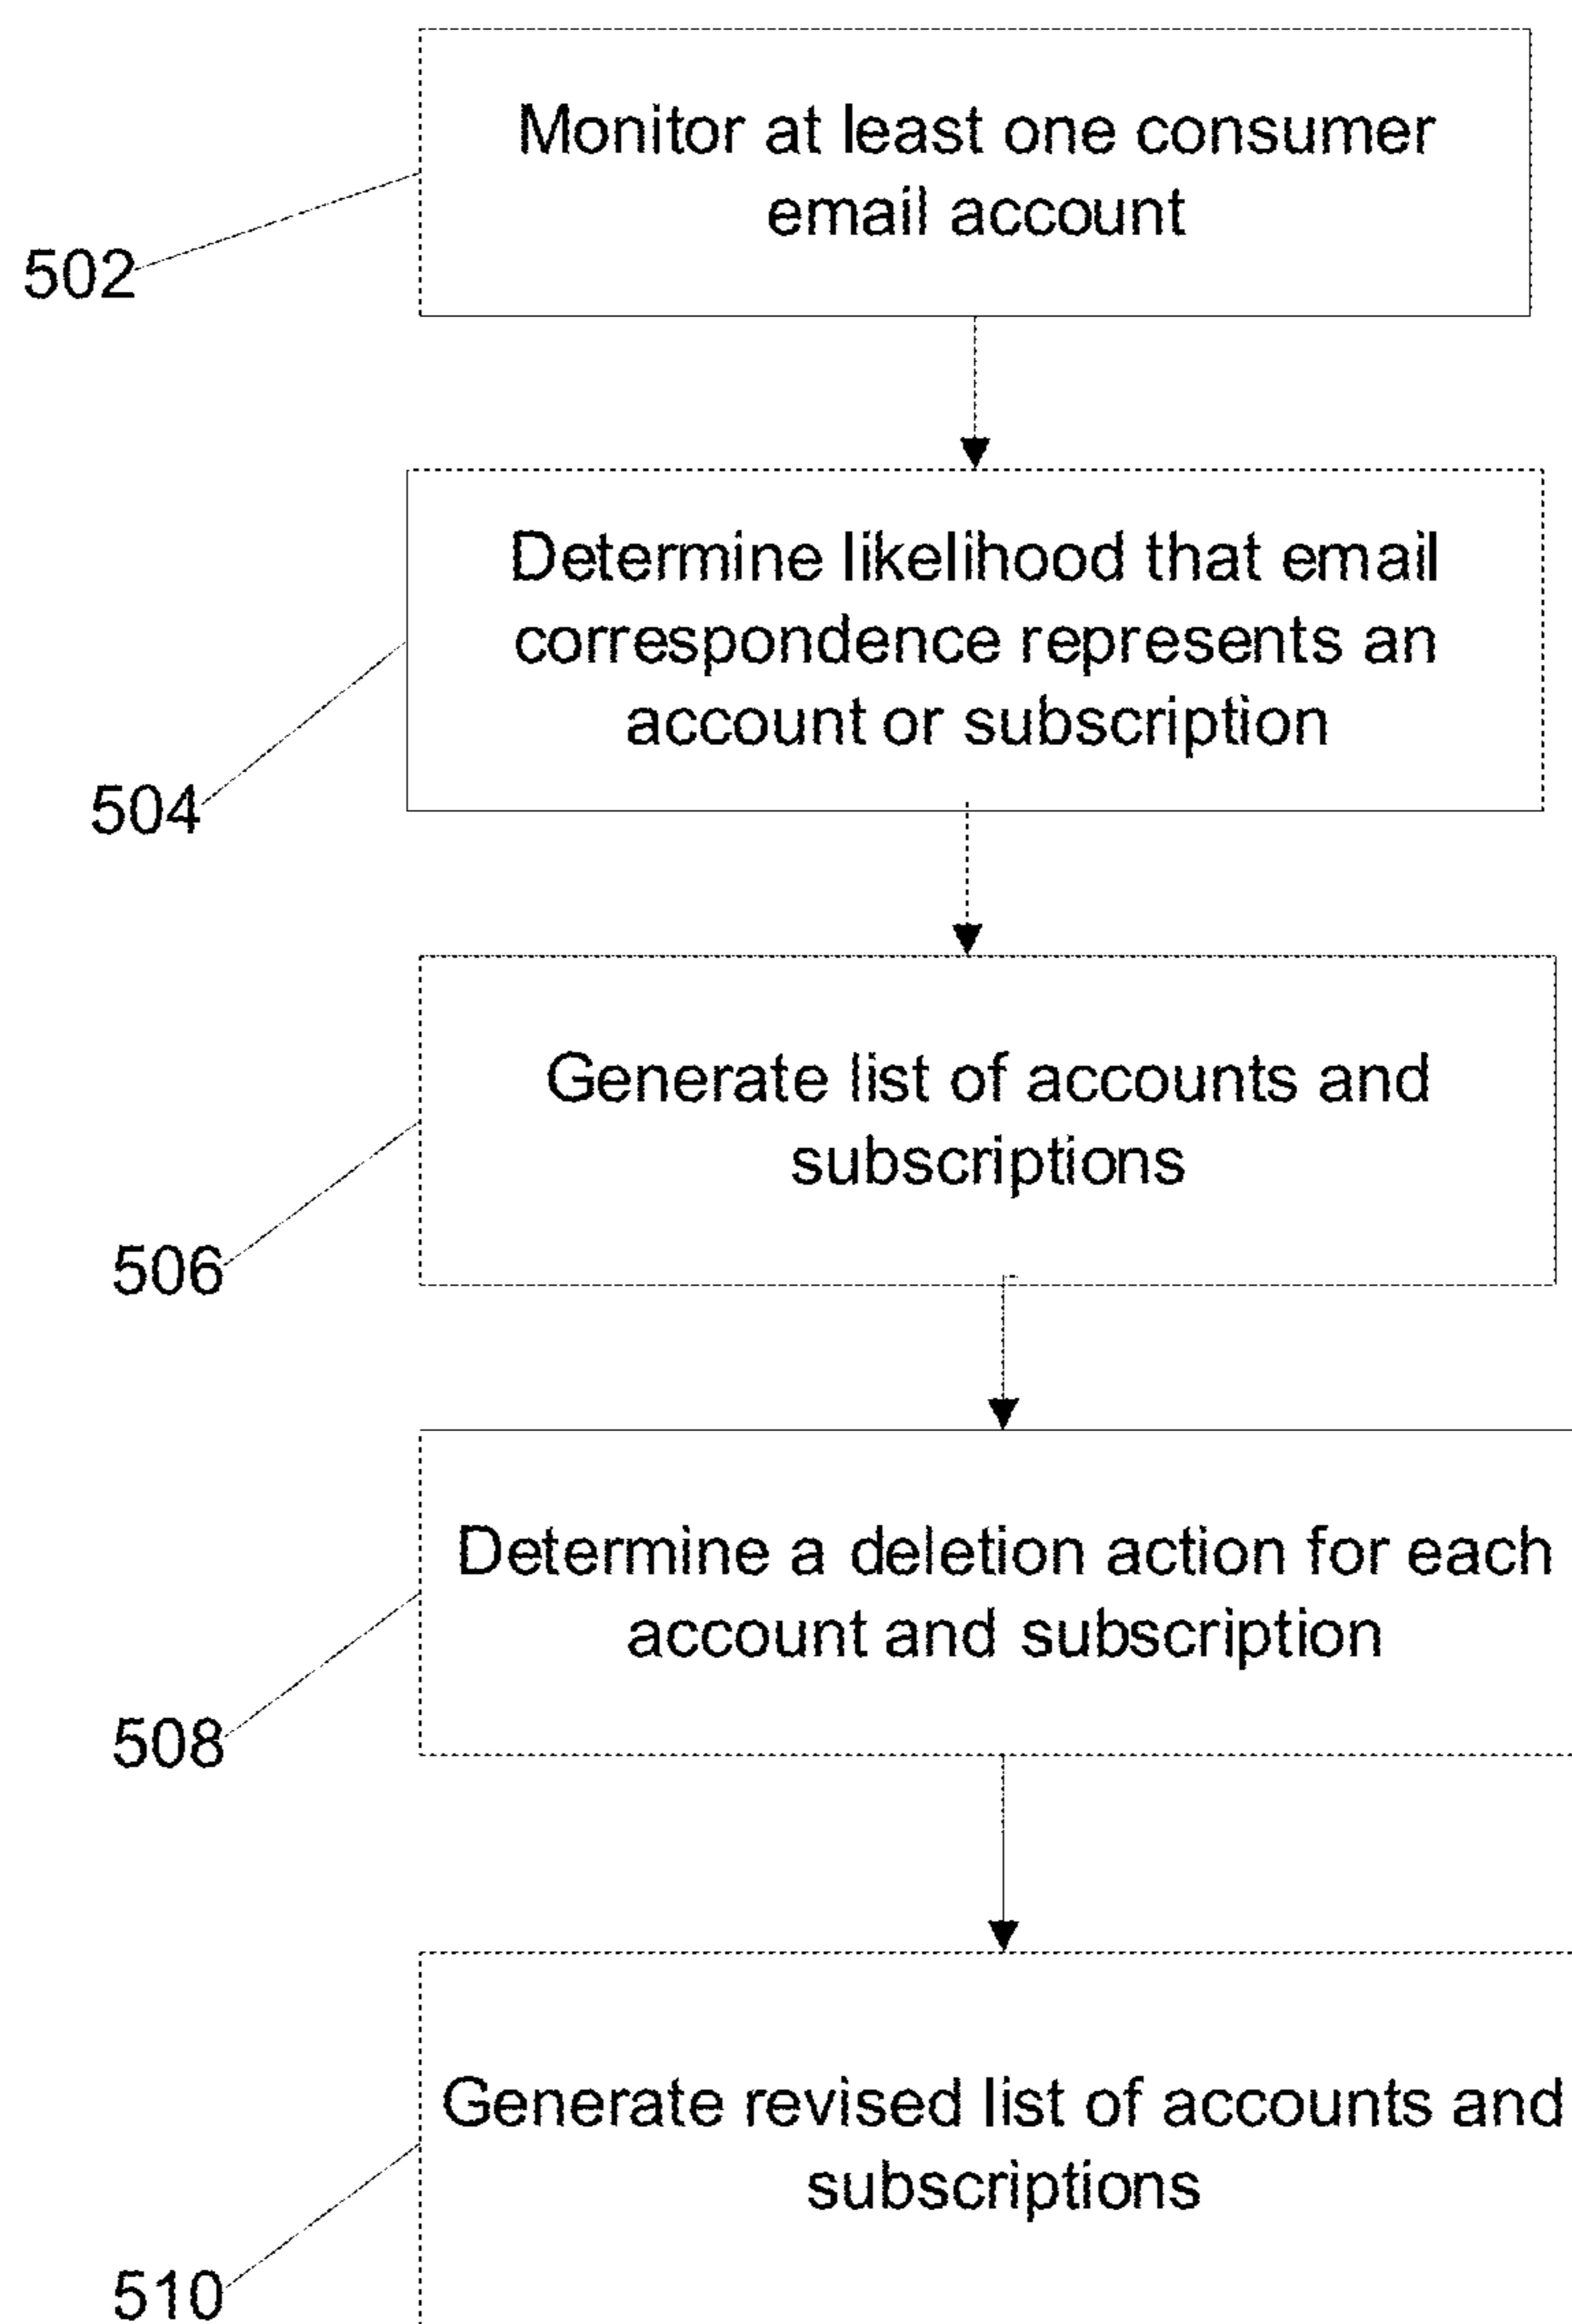 Monitor at least one consumer
email account
502
Determine likelihood that email
correspondence represents an
account or subscription
504
Generate list of accounts and
subscriptions
506
Determine a deletion action for each
account and subscription
508
Generate revised list of accounts and
subscriptions
510